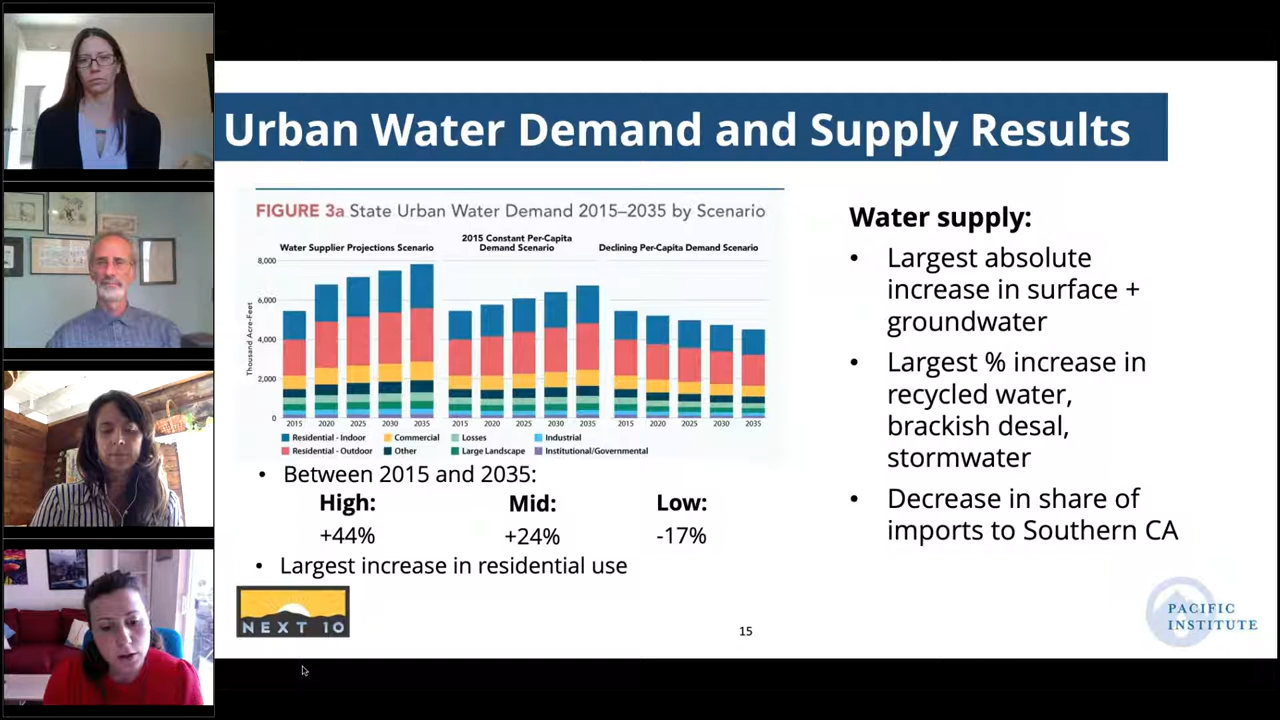 Urban Water Demand and Supply Results
FIGURE 3a State Urban Water Demand 2015–2035 by Scenario
Water Supplier Projections Scenario
2015 Constant Per-Capita
Demand Scenario
Declining Per-Capita Demand Scenario
Thousand Acre-Feet
8,000
6,000
4,000
2,000
0
2015 2020 2025 2030 2035 2015 2020 2025 2030 2035 2015 2020 2025 2030 2035
Residential - Indoor Commercial Losses Industrial
Residential - Outdoor Other Large Landscape Institutional/Governmental
• Between 2015 and 2035:
High: Mid: Low:
+44% +24% -17%
• Largest increase in residential use
Water supply:
• Largest absolute
increase in surface +
groundwater
• Largest % increase in
recycled water,
brackish desal,
stormwater
• Decrease in share of
imports to Southern CA
NEXT 10
15
PACIFIC
INSTITUTE